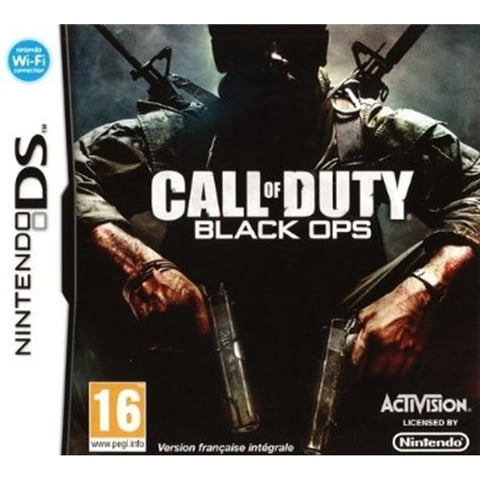 Nintendo
Wi-Fi
connection
NINTENDO DS™
CALL OF DUTY®
BLACK OPS
16
www.pegi.info
Version française intégrale
ACTIVISION®
LICENSED BY
Nintendo®